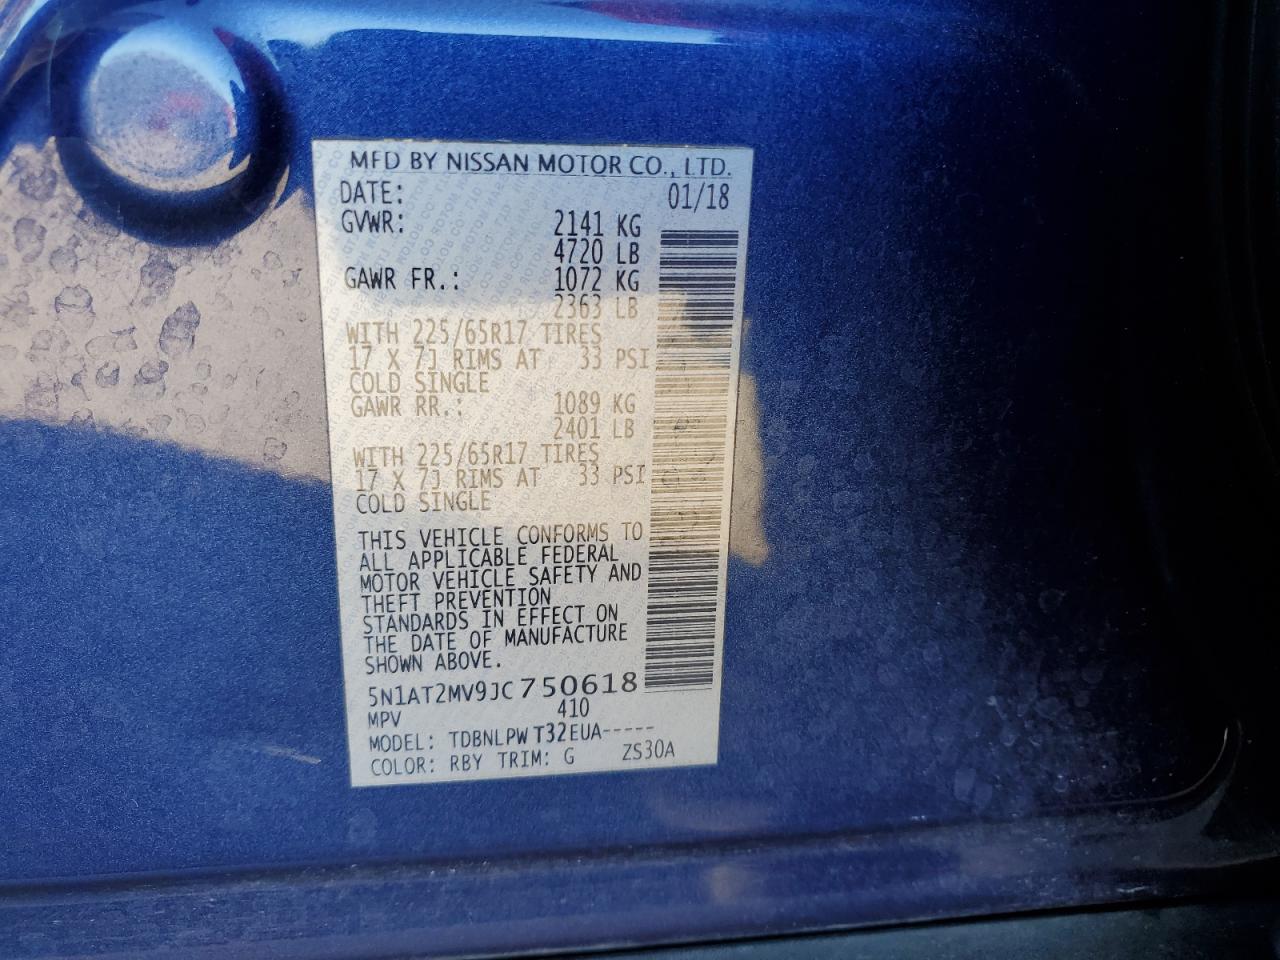 MFD BY NISSAN MOTOR CO., LTD.
DATE: 01/18
GVWR: 2141 KG
4720 LB
GAWR FR.: 1072 KG
2363 LB
WITH 225/65R17 TIRES
17 X 7J RIMS AT 33 PSI
COLD SINGLE
GAWR RR.: 1089 KG
2401 LB
WITH 225/65R17 TIRES
17 X 7J RIMS AT 33 PSI
COLD SINGLE
THIS VEHICLE CONFORMS TO
ALL APPLICABLE FEDERAL
MOTOR VEHICLE SAFETY AND
THEFT PREVENTION
STANDARDS IN EFFECT ON
THE DATE OF MANUFACTURE
SHOWN ABOVE.
5N1AT2MV9JC750618
MPV 410
MODEL: TDBNLPW T32EUA-----
COLOR: RBY TRIM: G ZS30A